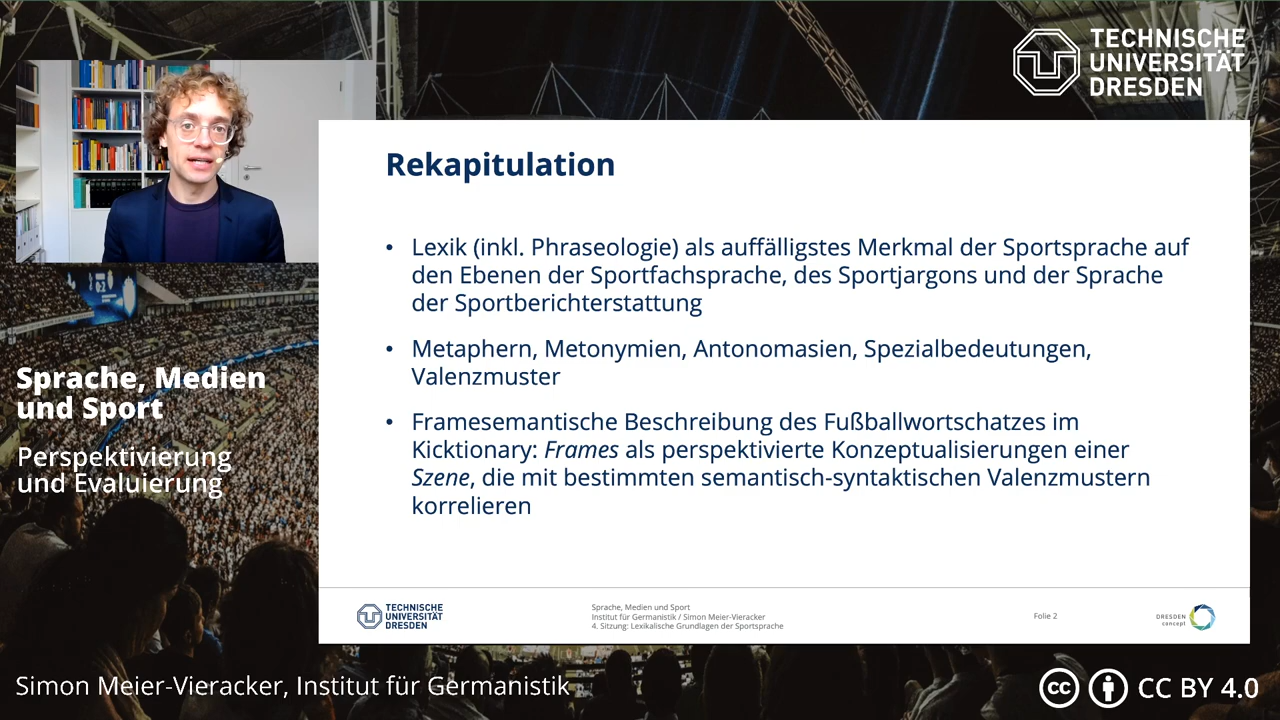 TECHNISCHE
UNIVERSITÄT
DRESDEN
Rekapitulation
• Lexik (inkl. Phraseologie) als auffälligstes Merkmal der Sportsprache auf
den Ebenen der Sportfachsprache, des Sportjargons und der Sprache
der Sportberichterstattung
• Metaphern, Metonymien, Antonomasien, Spezialbedeutungen,
Valenzmuster
• Framesemantische Beschreibung des Fußballwortschatzes im
Kicktionary: Frames als perspektivierte Konzeptualisierungen einer
Szene, die mit bestimmten semantisch-syntaktischen Valenzmustern
korrelieren
Sprache, Medien
und Sport
Perspektivierung
und Evaluierung
TECHNISCHE
UNIVERSITÄT
DRESDEN
Sprache, Medien und Sport
Institut für Germanistik / Simon Meier-Vieracker
4. Sitzung: Lexikalische Grundlagen der Sportsprache
Folie 2
DRESDEN
concept
Simon Meier-Vieracker, Institut für Germanistik
cc CC BY 4.0